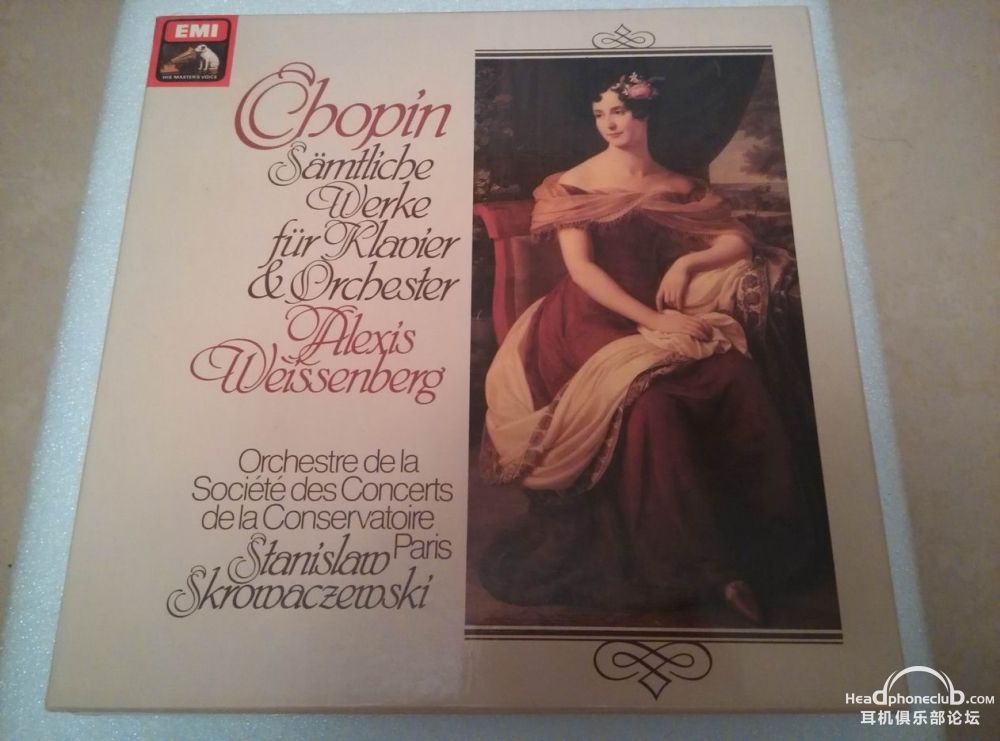 EMI
HIS MASTER'S VOICE
Chopin
Sämtliche
Werke
für Klavier
& Orchester
Alexis
Weissenberg
Orchestre de la
Société des Concerts
de la Conservatoire
Paris
Stanislaw
Skrowaczewski
Headphoneclub.com
耳机俱乐部论坛